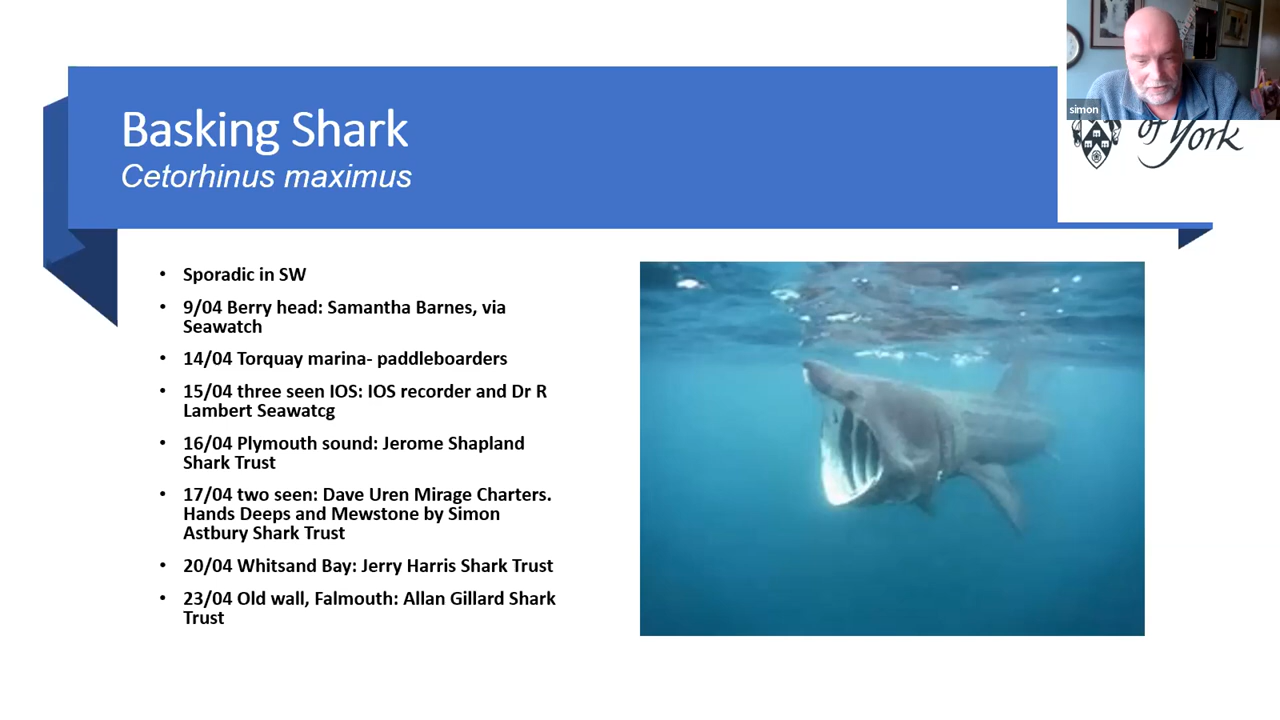 Basking Shark
Cetorhinus maximus
simon
of York
• Sporadic in SW
• 9/04 Berry head: Samantha Barnes, via
Seawatch
• 14/04 Torquay marina- paddleboarders
• 15/04 three seen IOS: IOS recorder and Dr R
Lambert Seawatcg
• 16/04 Plymouth sound: Jerome Shapland
Shark Trust
• 17/04 two seen: Dave Uren Mirage Charters.
Hands Deeps and Mewstone by Simon
Astbury Shark Trust
• 20/04 Whitsand Bay: Jerry Harris Shark Trust
• 23/04 Old wall, Falmouth: Allan Gillard Shark
Trust